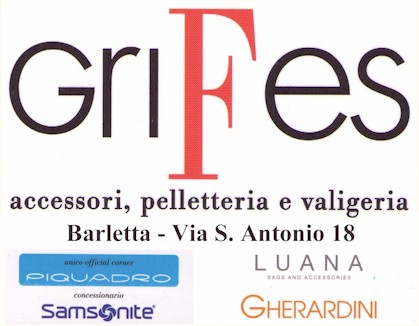 GriFes
accessori, pelletteria e valigeria
Barletta - Via S. Antonio 18
unico official corner
PIQUADRO
concessionario
Samsonite
LUANA
BAGS AND ACCESSORIES
GHERARDINI